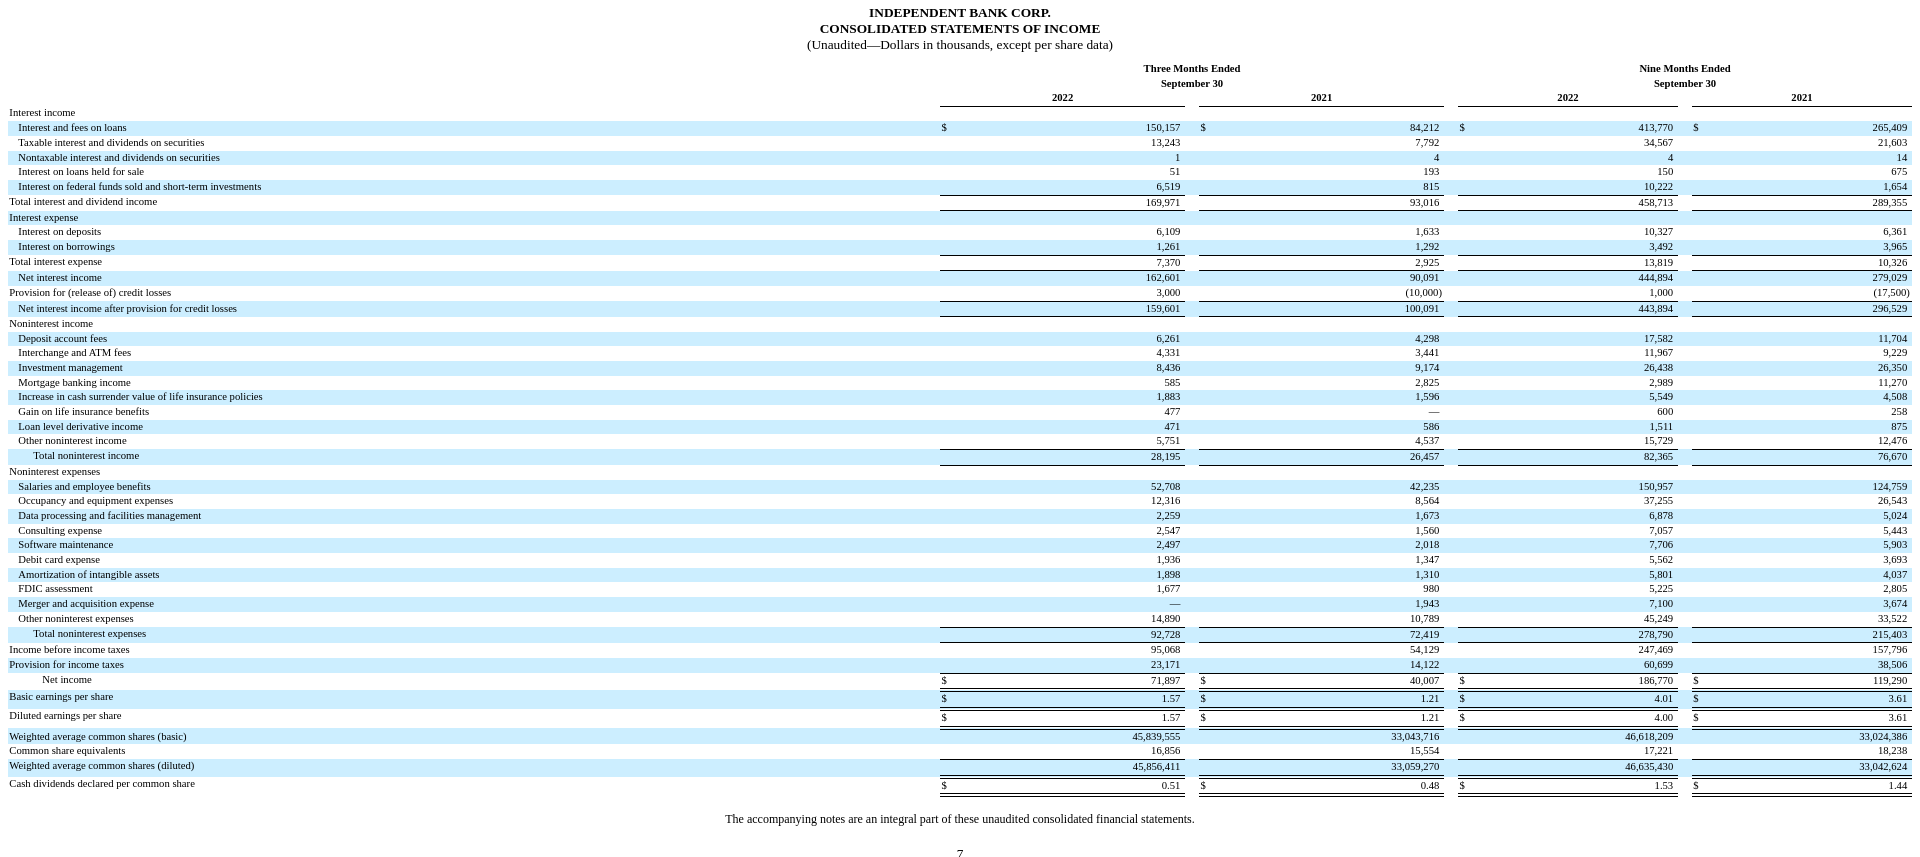 INDEPENDENT BANK CORP.
CONSOLIDATED STATEMENTS OF INCOME
(Unaudited—Dollars in thousands, except per share data)
Three Months Ended Nine Months Ended
September 30 September 30
2022 2021 2022 2021
Interest income
Interest and fees on loans $ 150,157 $ 84,212 $ 413,770 $ 265,409
Taxable interest and dividends on securities 13,243 7,792 34,567 21,603
Nontaxable interest and dividends on securities 1 4 4 14
Interest on loans held for sale 51 193 150 675
Interest on federal funds sold and short-term investments 6,519 815 10,222 1,654
Total interest and dividend income 169,971 93,016 458,713 289,355
Interest expense
Interest on deposits 6,109 1,633 10,327 6,361
Interest on borrowings 1,261 1,292 3,492 3,965
Total interest expense 7,370 2,925 13,819 10,326
Net interest income 162,601 90,091 444,894 279,029
Provision for (release of) credit losses 3,000 (10,000) 1,000 (17,500)
Net interest income after provision for credit losses 159,601 100,091 443,894 296,529
Noninterest income
Deposit account fees 6,261 4,298 17,582 11,704
Interchange and ATM fees 4,331 3,441 11,967 9,229
Investment management 8,436 9,174 26,438 26,350
Mortgage banking income 585 2,825 2,989 11,270
Increase in cash surrender value of life insurance policies 1,883 1,596 5,549 4,508
Gain on life insurance benefits 477 — 600 258
Loan level derivative income 471 586 1,511 875
Other noninterest income 5,751 4,537 15,729 12,476
Total noninterest income 28,195 26,457 82,365 76,670
Noninterest expenses
Salaries and employee benefits 52,708 42,235 150,957 124,759
Occupancy and equipment expenses 12,316 8,564 37,255 26,543
Data processing and facilities management 2,259 1,673 6,878 5,024
Consulting expense 2,547 1,560 7,057 5,443
Software maintenance 2,497 2,018 7,706 5,903
Debit card expense 1,936 1,347 5,562 3,693
Amortization of intangible assets 1,898 1,310 5,801 4,037
FDIC assessment 1,677 980 5,225 2,805
Merger and acquisition expense — 1,943 7,100 3,674
Other noninterest expenses 14,890 10,789 45,249 33,522
Total noninterest expenses 92,728 72,419 278,790 215,403
Income before income taxes 95,068 54,129 247,469 157,796
Provision for income taxes 23,171 14,122 60,699 38,506
Net income $ 71,897 $ 40,007 $ 186,770 $ 119,290
Basic earnings per share $ 1.57 $ 1.21 $ 4.01 $ 3.61
Diluted earnings per share $ 1.57 $ 1.21 $ 4.00 $ 3.61
Weighted average common shares (basic) 45,839,555 33,043,716 46,618,209 33,024,386
Common share equivalents 16,856 15,554 17,221 18,238
Weighted average common shares (diluted) 45,856,411 33,059,270 46,635,430 33,042,624
Cash dividends declared per common share $ 0.51 $ 0.48 $ 1.53 $ 1.44
The accompanying notes are an integral part of these unaudited consolidated financial statements.
7